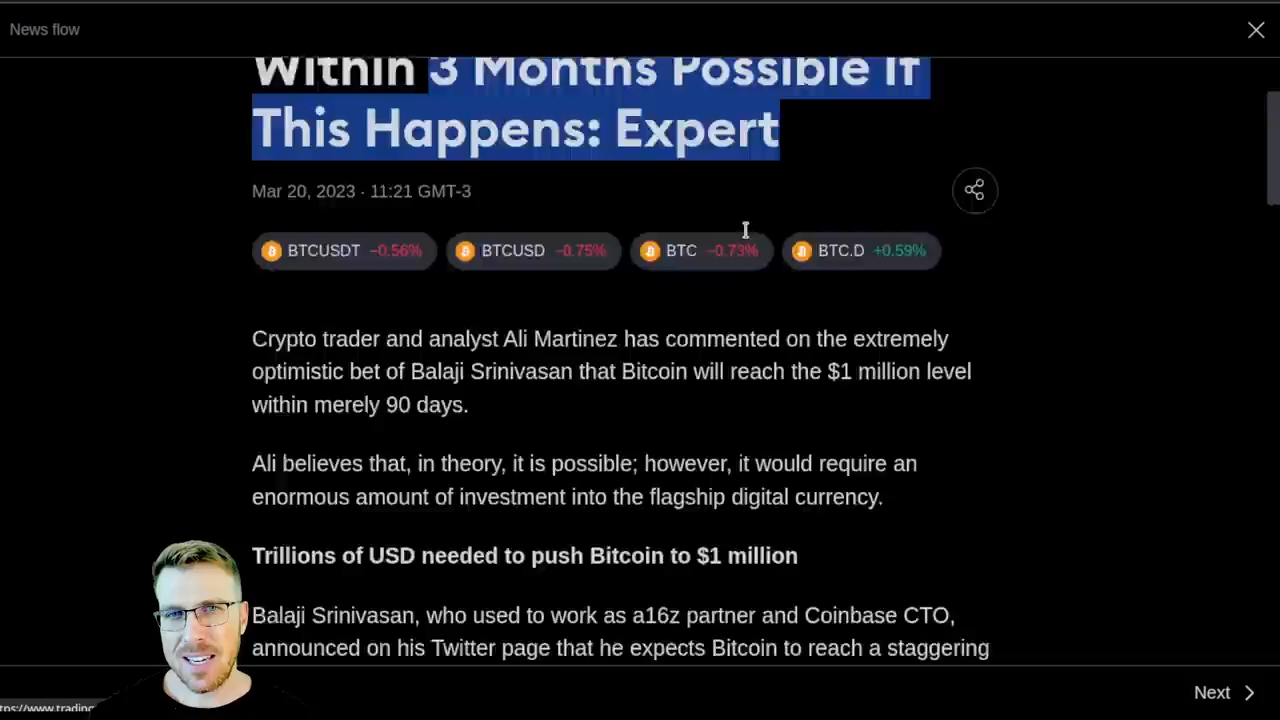 News flow
Within 3 Months Possible If
This Happens: Expert
Mar 20, 2023 · 11:21 GMT-3
BTCUSDT −0.56% BTCUSD −0.75% BTC −0.73% BTC.D +0.59%
Crypto trader and analyst Ali Martinez has commented on the extremely
optimistic bet of Balaji Srinivasan that Bitcoin will reach the $1 million level
within merely 90 days.
Ali believes that, in theory, it is possible; however, it would require an
enormous amount of investment into the flagship digital currency.
Trillions of USD needed to push Bitcoin to $1 million
Balaji Srinivasan, who used to work as a16z partner and Coinbase CTO,
announced on his Twitter page that he expects Bitcoin to reach a staggering
Next
tps://www.trading